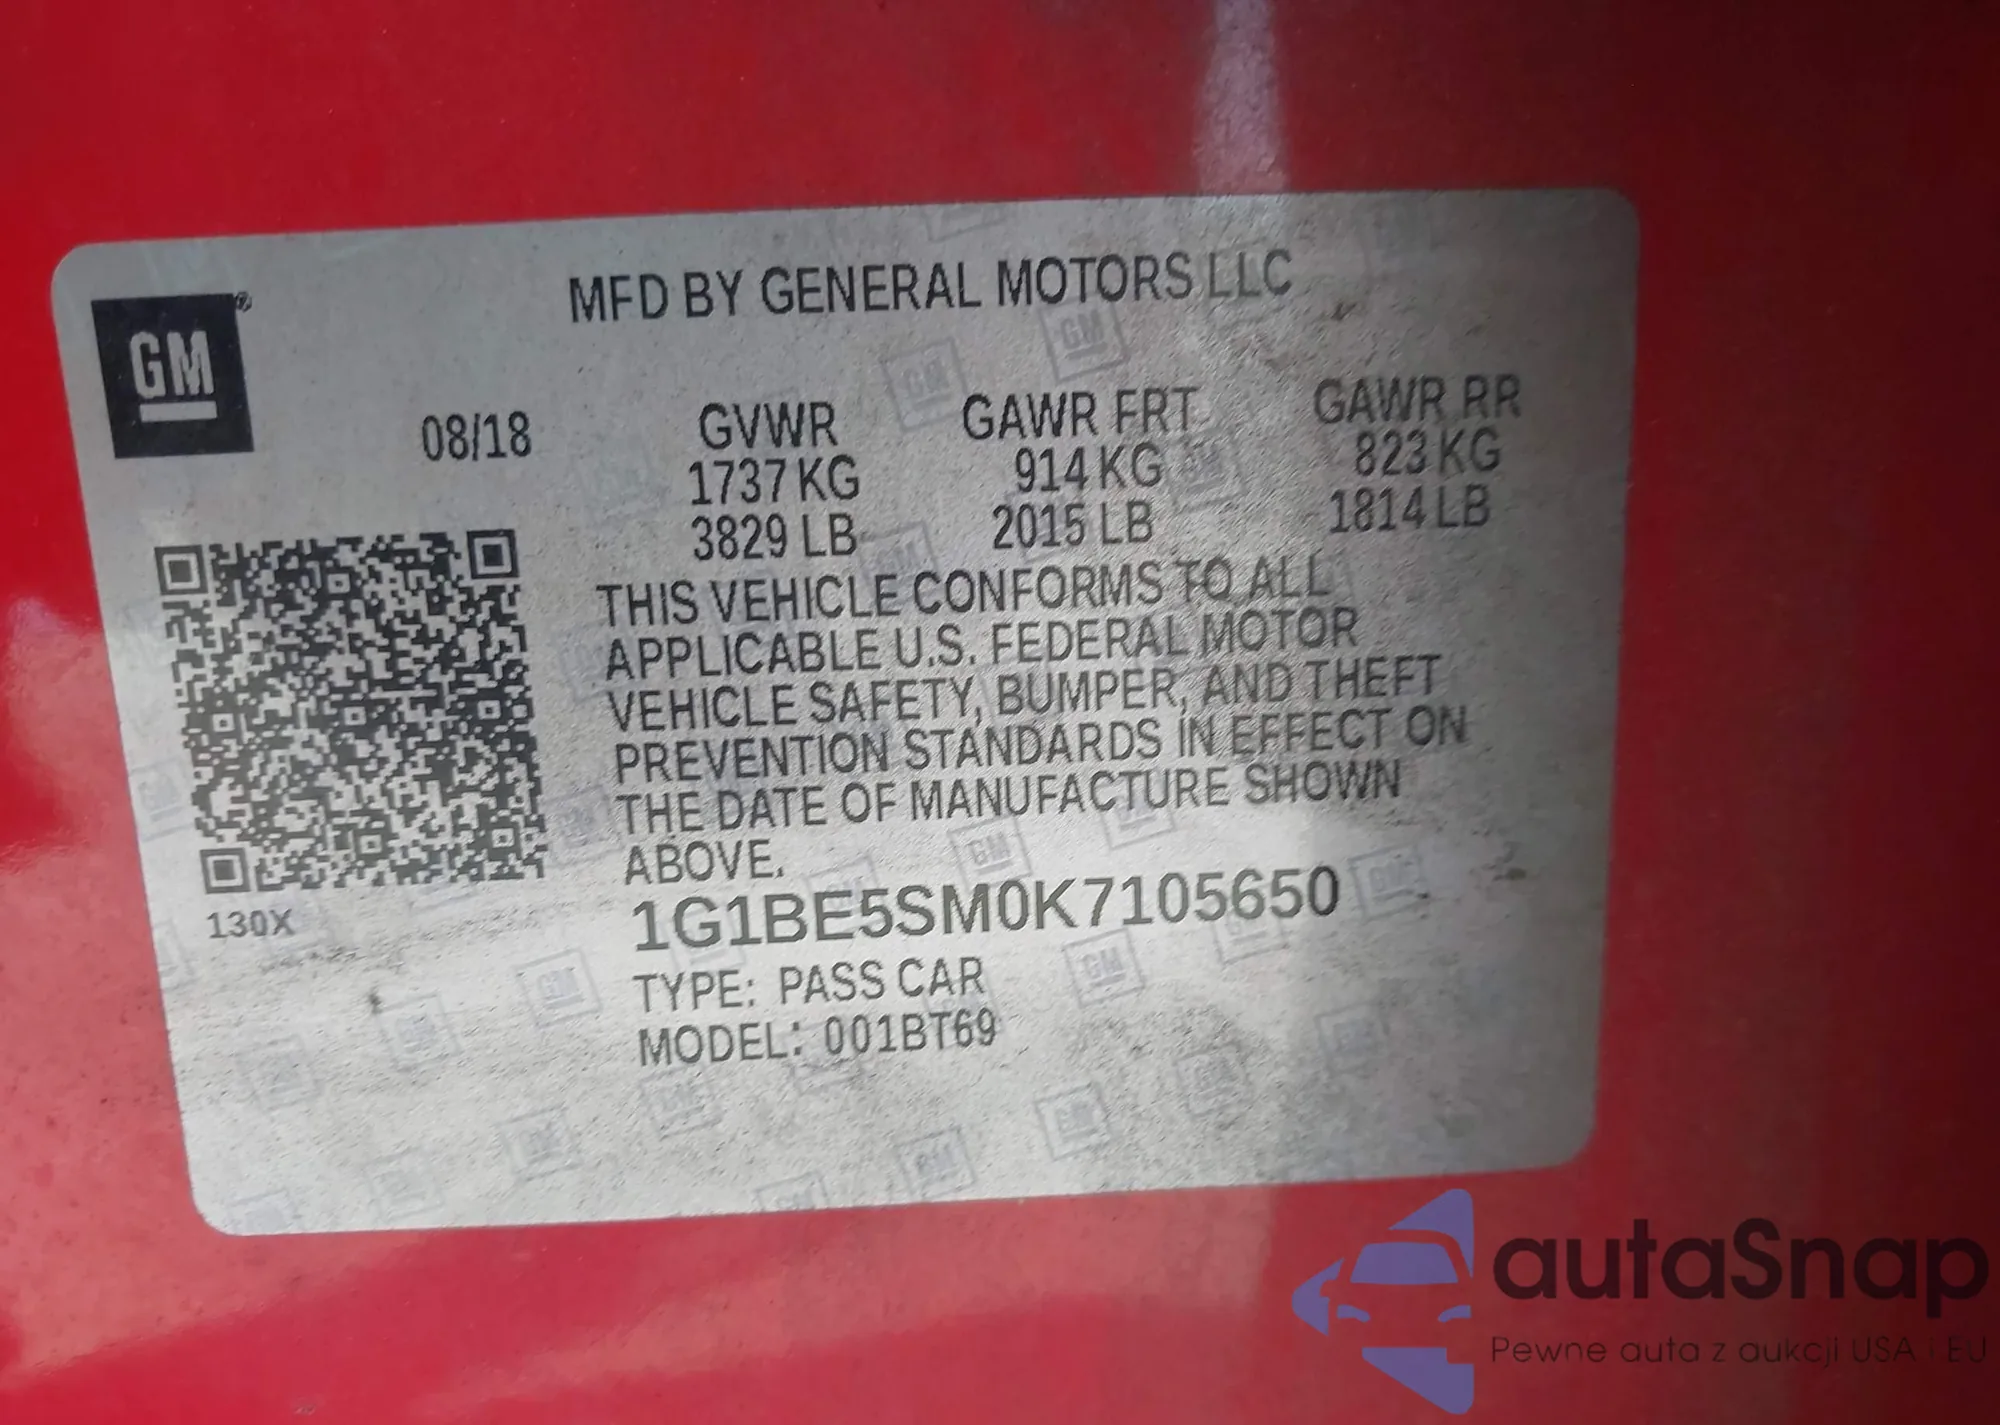 MFD BY GENERAL MOTORS LLC
GM®
08/18
GVWR GAWR FRT GAWR RR
1737 KG 914 KG 823 KG
3829 LB 2015 LB 1814 LB
THIS VEHICLE CONFORMS TO ALL
APPLICABLE U.S. FEDERAL MOTOR
VEHICLE SAFETY, BUMPER, AND THEFT
PREVENTION STANDARDS IN EFFECT ON
THE DATE OF MANUFACTURE SHOWN
ABOVE.
130X
1G1BE5SM0K7105650
TYPE: PASS CAR
MODEL: 001BT69
autaSnap
Pewne auta z aukcji USA i EU